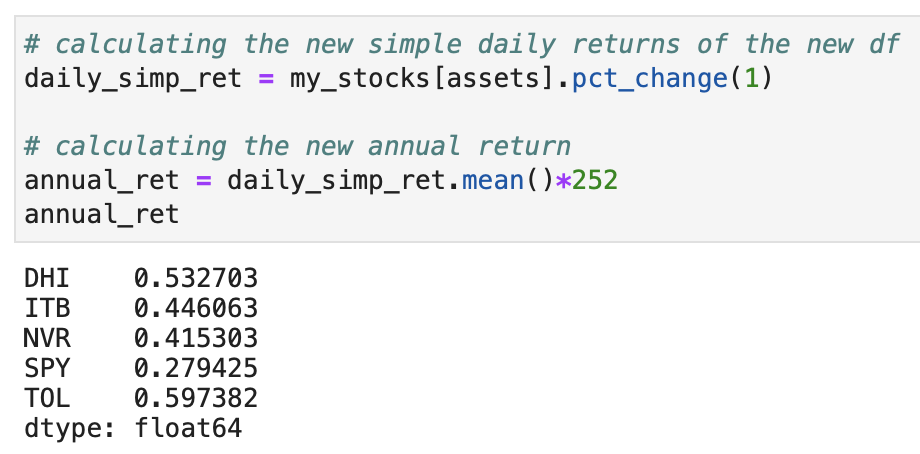 # calculating the new simple daily returns of the new df
daily_simp_ret = my_stocks[assets].pct_change(1)
# calculating the new annual return
annual_ret = daily_simp_ret.mean()*252
annual_ret
DHI    0.532703
ITB    0.446063
NVR    0.415303
SPY    0.279425
TOL    0.597382
dtype: float64